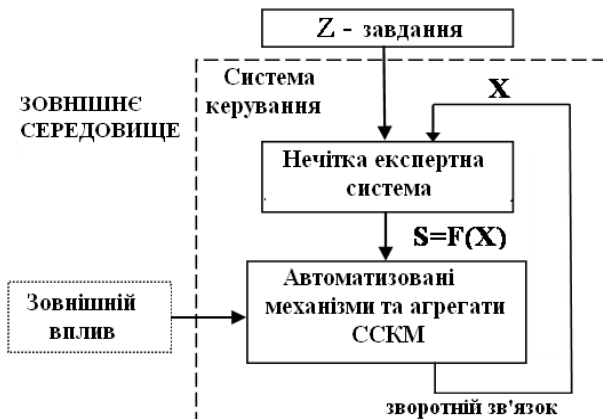 Z - завдання
Система
керування
X
ЗОВНІШНЄ
СЕРЕДОВИЩЕ
Нечітка експертна
система
S=F(X)
Автоматизовані
механізми та агрегати
ССКМ
Зовнішній
вплив
зворотній зв'язок